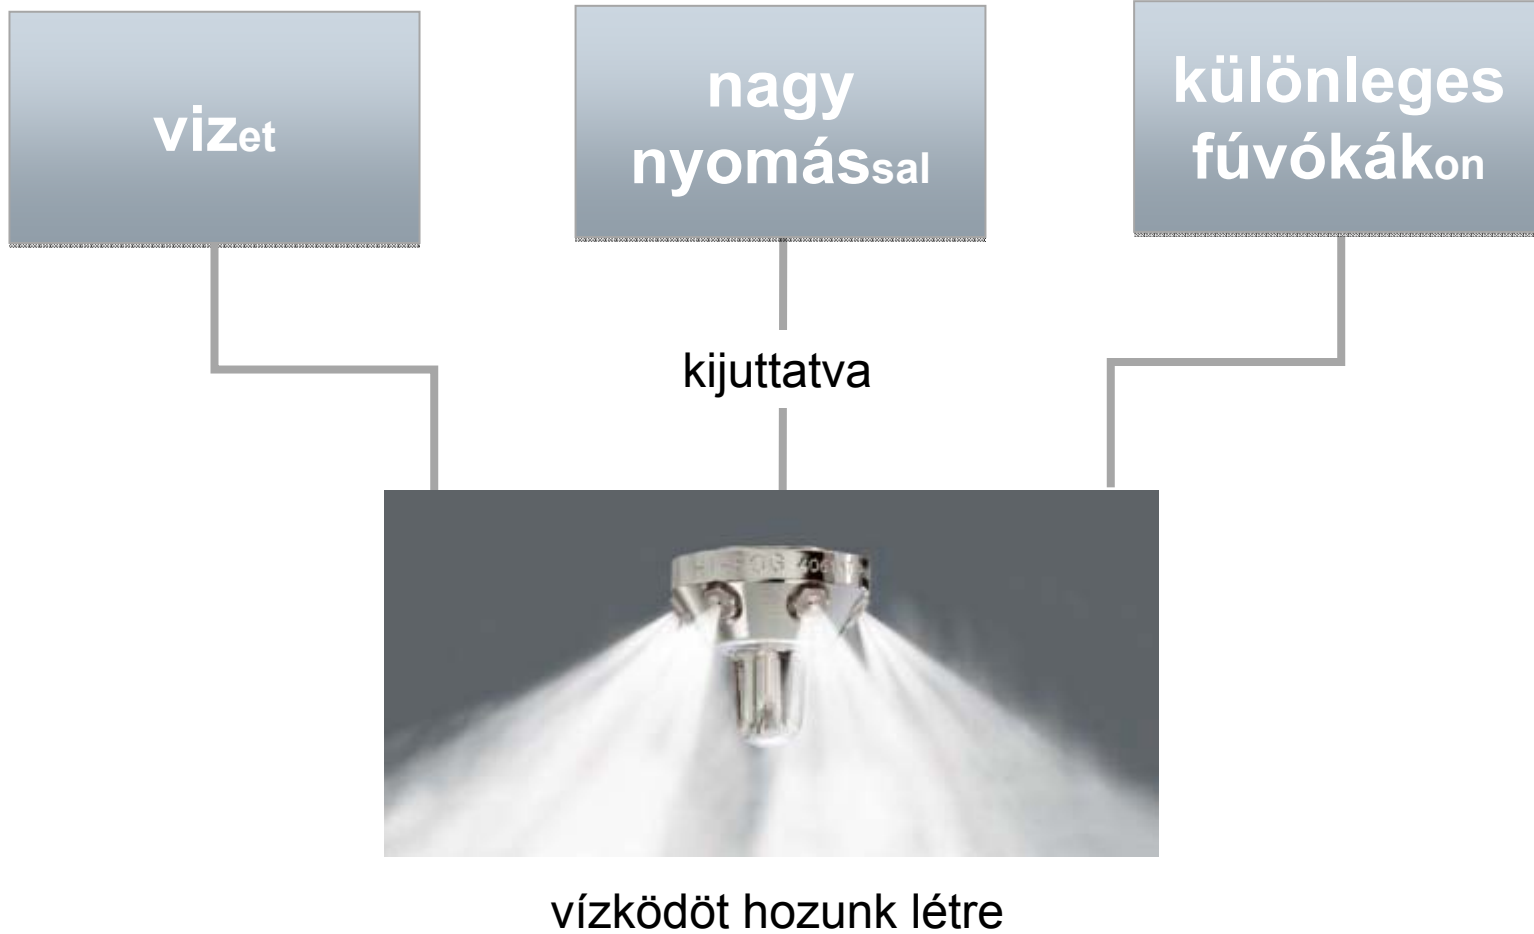 vizet
nagy
nyomással
különleges
fúvókákon
kijuttatva
vízködöt hozunk létre